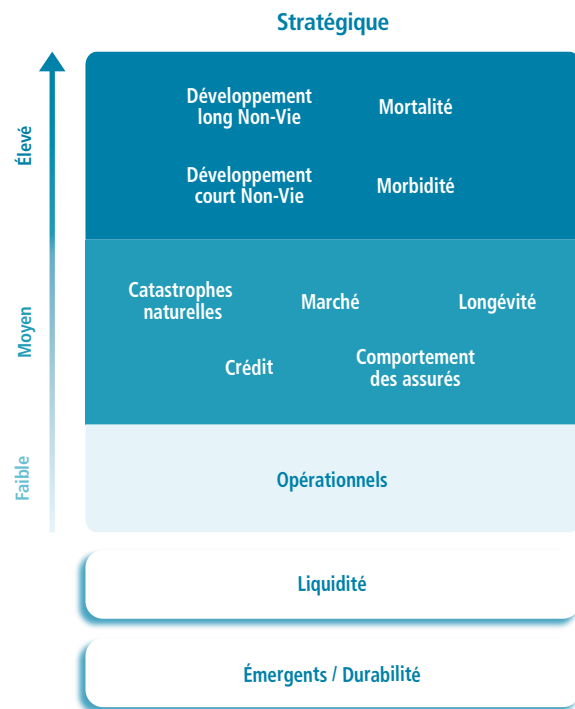 Stratégique
Élevé
Développement
long Non-Vie
Mortalité
Développement
court Non-Vie
Morbidité
Moyen
Catastrophes
naturelles
Marché
Longévité
Crédit
Comportement
des assurés
Faible
Opérationnels
Liquidité
Émergents / Durabilité